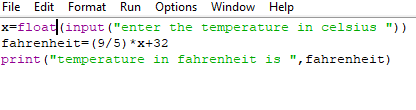 File Edit Format Run Options Window Help
x=float(input("enter the temperature in celsius "))
fahrenheit=(9/5)*x+32
print("temperature in fahrenheit is ",fahrenheit)